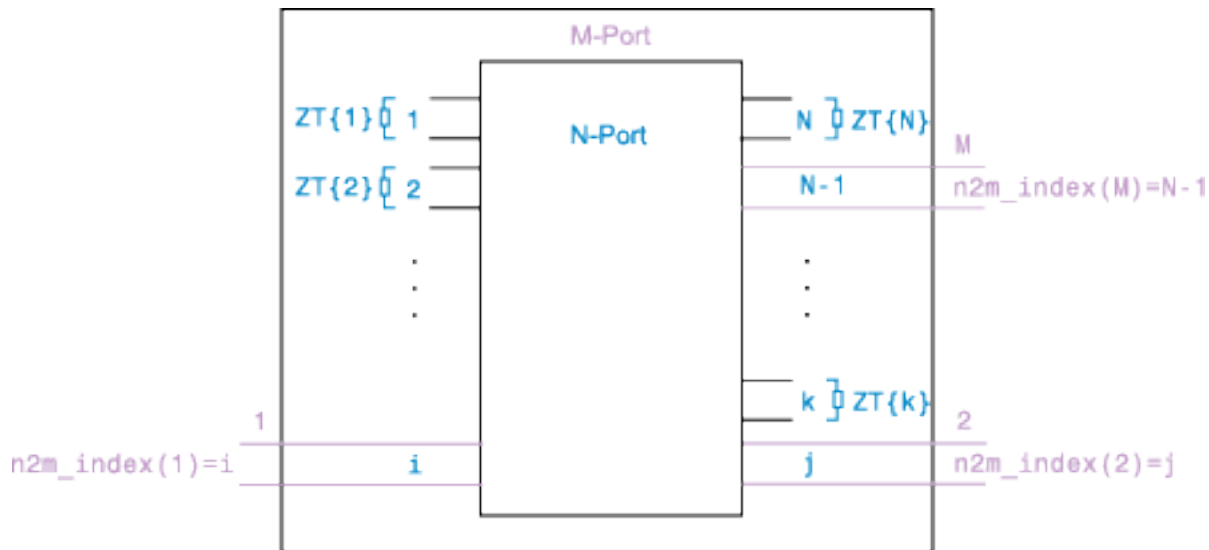 M-Port
ZT{1} 1
N ZT{N}
N-Port
M
ZT{2} 2
N-1
n2m_index(M)=N-1
k ZT{k}
1
2
n2m_index(1)=i
i
j
n2m_index(2)=j